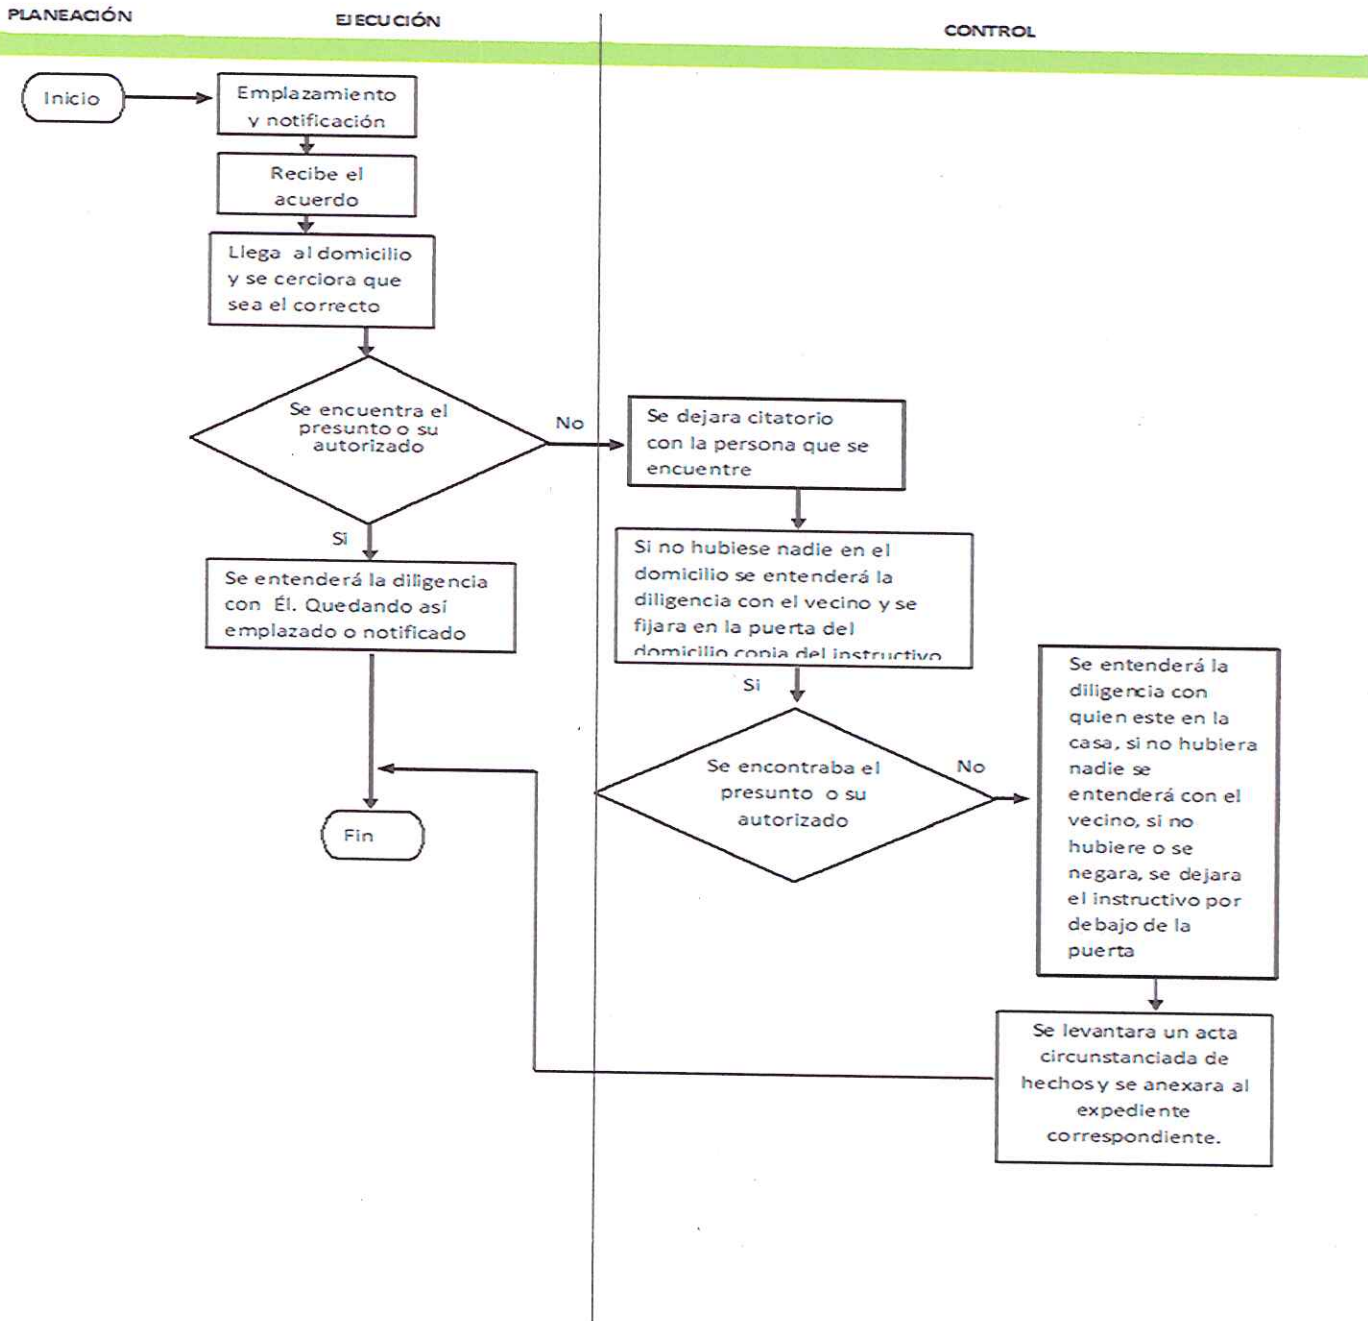 PLANEACIÓN
EJECUCIÓN
CONTROL
Inicio
Emplazamiento
y notificación
Recibe el
acuerdo
Llega al domicilio
y se cerciora que
sea el correcto
Se encuentra el
presunto o su
autorizado
No
Se dejara citatorio
con la persona que se
encuentre
Si
Se entenderá la diligencia
con Él. Quedando así
emplazado o notificado
Si no hubiese nadie en el
domicilio se entenderá la
diligencia con el vecino y se
fijara en la puerta del
domicilio copia del instructivo
Si
Se encontraba el
presunto o su
autorizado
No
Se entenderá la
diligencia con
quien este en la
casa, si no hubiera
nadie se
entenderá con el
vecino, si no
hubiere o se
negara, se dejara
el instructivo por
debajo de la
puerta
Fin
Se levantara un acta
circunstanciada de
hechos y se anexara al
expediente
correspondiente.